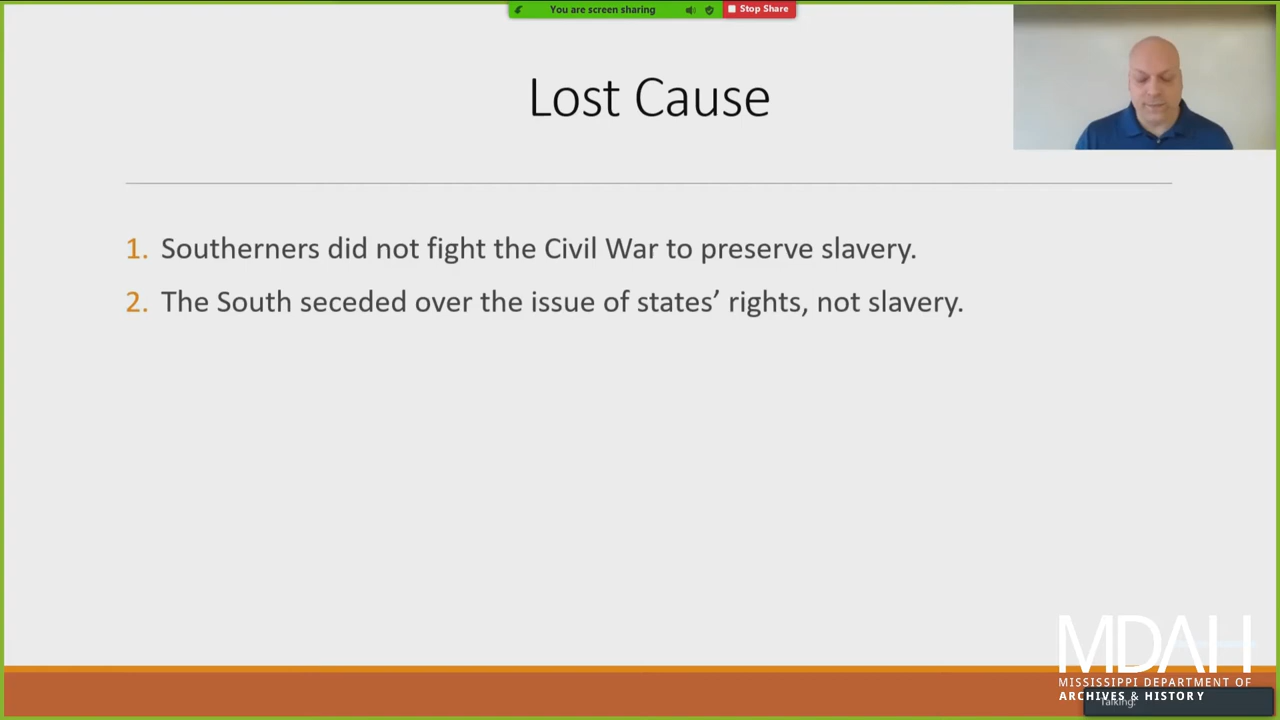 You are screen sharing
Stop Share
Lost Cause
1. Southerners did not fight the Civil War to preserve slavery.
2. The South seceded over the issue of states’ rights, not slavery.
MDAH
MISSISSIPPI DEPARTMENT OF
ARCHIVES & HISTORY
Talking: